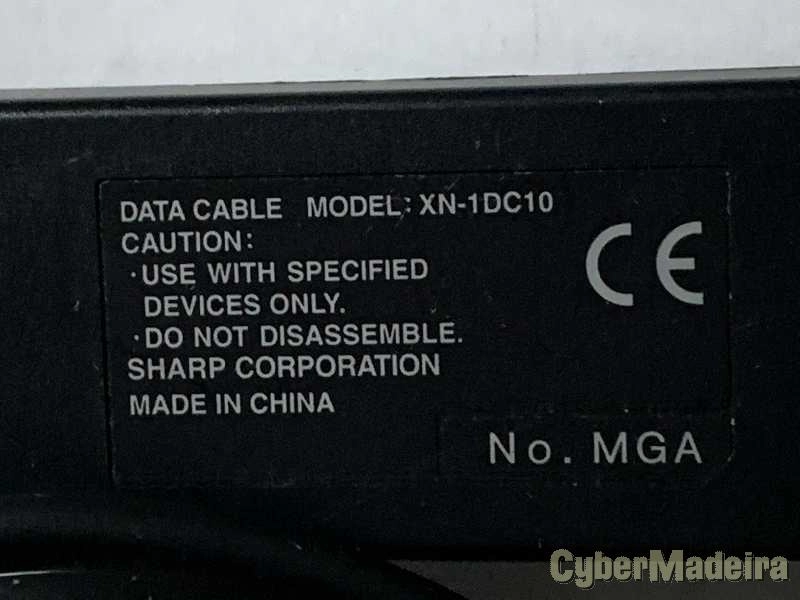 DATA CABLE MODEL: XN-1DC10
CAUTION:
·USE WITH SPECIFIED
DEVICES ONLY.
·DO NOT DISASSEMBLE.
SHARP CORPORATION
MADE IN CHINA
CE
No. MGA
CyberMadeira